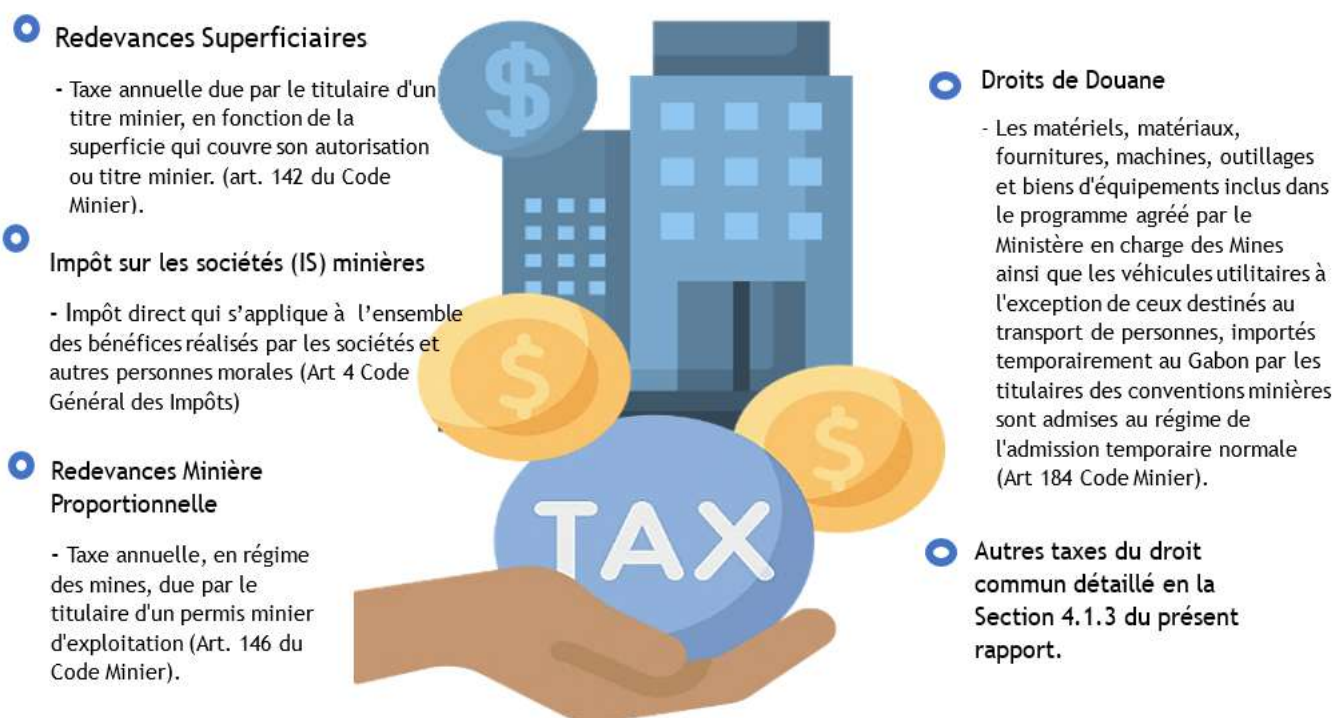 Redevances Superficiaires
- Taxe annuelle due par le titulaire d'un
titre minier, en fonction de la
superficie qui couvre son autorisation
ou titre minier. (art. 142 du Code
Minier).
Impôt sur les sociétés (IS) minières
- Impôt direct qui s’applique à l’ensemble
des bénéfices réalisés par les sociétés et
autres personnes morales (Art 4 Code
Général des Impôts)
Redevances Minière
Proportionnelle
- Taxe annuelle, en régime
des mines, due par le
titulaire d'un permis minier
d'exploitation (Art. 146 du
Code Minier).
$
$
$
TAX
Droits de Douane
- Les matériels, matériaux,
fournitures, machines, outillages
et biens d'équipements inclus dans
le programme agréé par le
Ministère en charge des Mines
ainsi que les véhicules utilitaires à
l'exception de ceux destinés au
transport de personnes, importés
temporairement au Gabon par les
titulaires des conventions minières
sont admises au régime de
l'admission temporaire normale
(Art 184 Code Minier).
Autres taxes du droit
commun détaillé en la
Section 4.1.3 du présent
rapport.